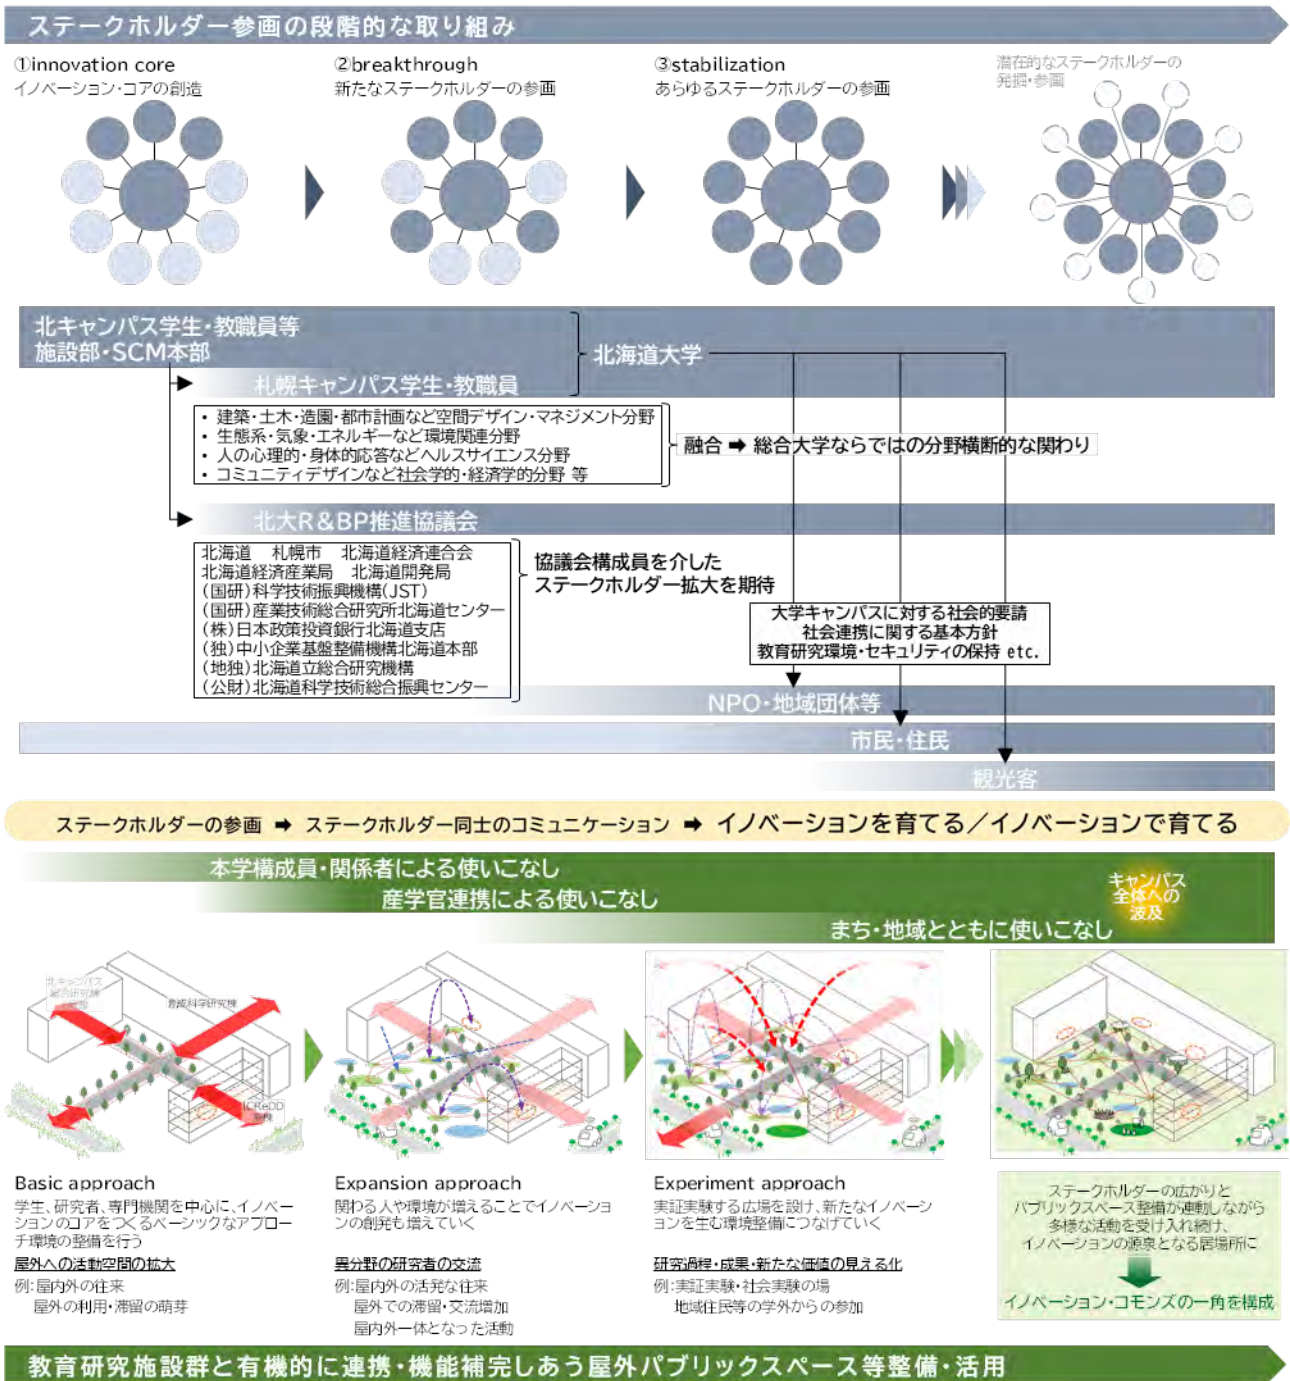 ステークホルダー参画の段階的な取り組み
①innovation core
イノベーション・コアの創造
②breakthrough
新たなステークホルダーの参画
③stabilization
あらゆるステークホルダーの参画
潜在的なステークホルダーの
発掘・参画
北キャンパス学生・教職員等
施設部・SCM本部
北海道大学
札幌キャンパス学生・教職員
• 建築・土木・造園・都市計画など空間デザイン・マネジメント分野
• 生態系・気象・エネルギーなど環境関連分野
• 人の心理的・身体的応答などヘルスサイエンス分野
• コミュニティデザインなど社会学的・経済学的分野 等
融合 ➡ 総合大学ならではの分野横断的な関わり
北大R＆BP推進協議会
北海道　札幌市　北海道経済連合会
北海道経済産業局　北海道開発局
(国研)科学技術振興機構(JST)
(国研)産業技術総合研究所北海道センター
(株)日本政策投資銀行北海道支店
(独)中小企業基盤整備機構北海道本部
(地独)北海道立総合研究機構
(公財)北海道科学技術総合振興センター
協議会構成員を介した
ステークホルダー拡大を期待
大学キャンパスに対する社会的要請
社会連携に関する基本方針
教育研究環境・セキュリティの保持 etc.
NPO・地域団体等
市民・住民
観光客
ステークホルダーの参画 ➡ ステークホルダー同士のコミュニケーション ➡ イノベーションを育てる／イノベーションで育てる
本学構成員・関係者による使いこなし
産学官連携による使いこなし
まち・地域とともに使いこなし
キャンパス
全体への
波及
北キャンパス
総合研究棟
創成科学研究棟
ICReDD
新棟
Basic approach
学生、研究者、専門機関を中心に、イノベー
ションのコアをつくるベーシックなアプロー
チ環境の整備を行う
屋外への活動空間の拡大
例:屋内外の往来
屋外の利用・滞留の萌芽
Expansion approach
関わる人や環境が増えることでイノベーショ
ンの創発も増えていく
異分野の研究者の交流
例:屋内外の活発な往来
屋外での滞留・交流増加
屋内外一体となった活動
Experiment approach
実証実験する広場を設け、新たなイノベーシ
ョンを生む環境整備につなげていく
研究過程・成果・新たな価値の見える化
例:実証実験・社会実験の場
地域住民等の学外からの参加
ステークホルダーの広がりと
パブリックスペース整備が連動しながら
多様な活動を受け入れ続け、
イノベーションの源泉となる居場所に
イノベーション・コモンズの一角を構成
教育研究施設群と有機的に連携・機能補完しあう屋外パブリックスペース等整備・活用